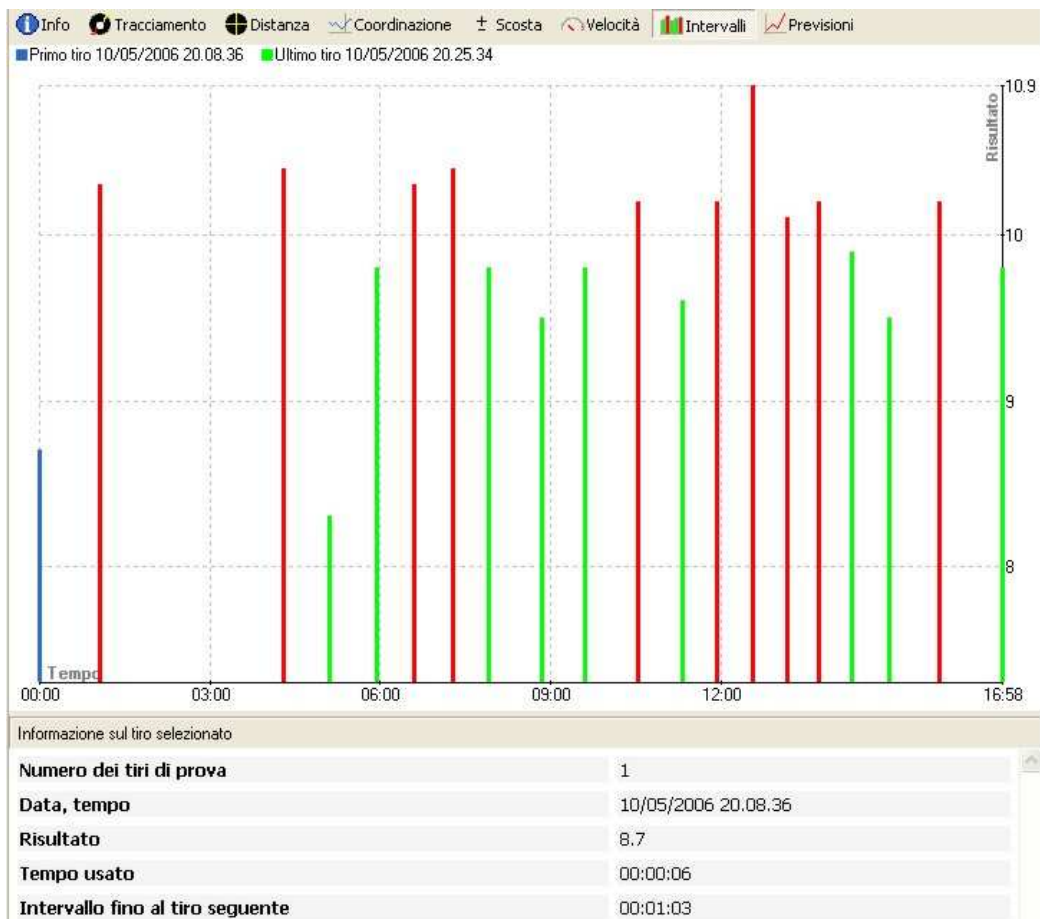 Info Tracciamento Distanza Coordinazione ± Scosta Velocità Intervalli Previsioni
Primo tiro 10/05/2006 20.08.36 Ultimo tiro 10/05/2006 20.25.34
10.9
Risultato
10
9
8
Tempo
00:00 03:00 06:00 09:00 12:00 16:58
Informazione sul tiro selezionato
Numero dei tiri di prova 1
Data, tempo 10/05/2006 20.08.36
Risultato 8.7
Tempo usato 00:00:06
Intervallo fino al tiro seguente 00:01:03